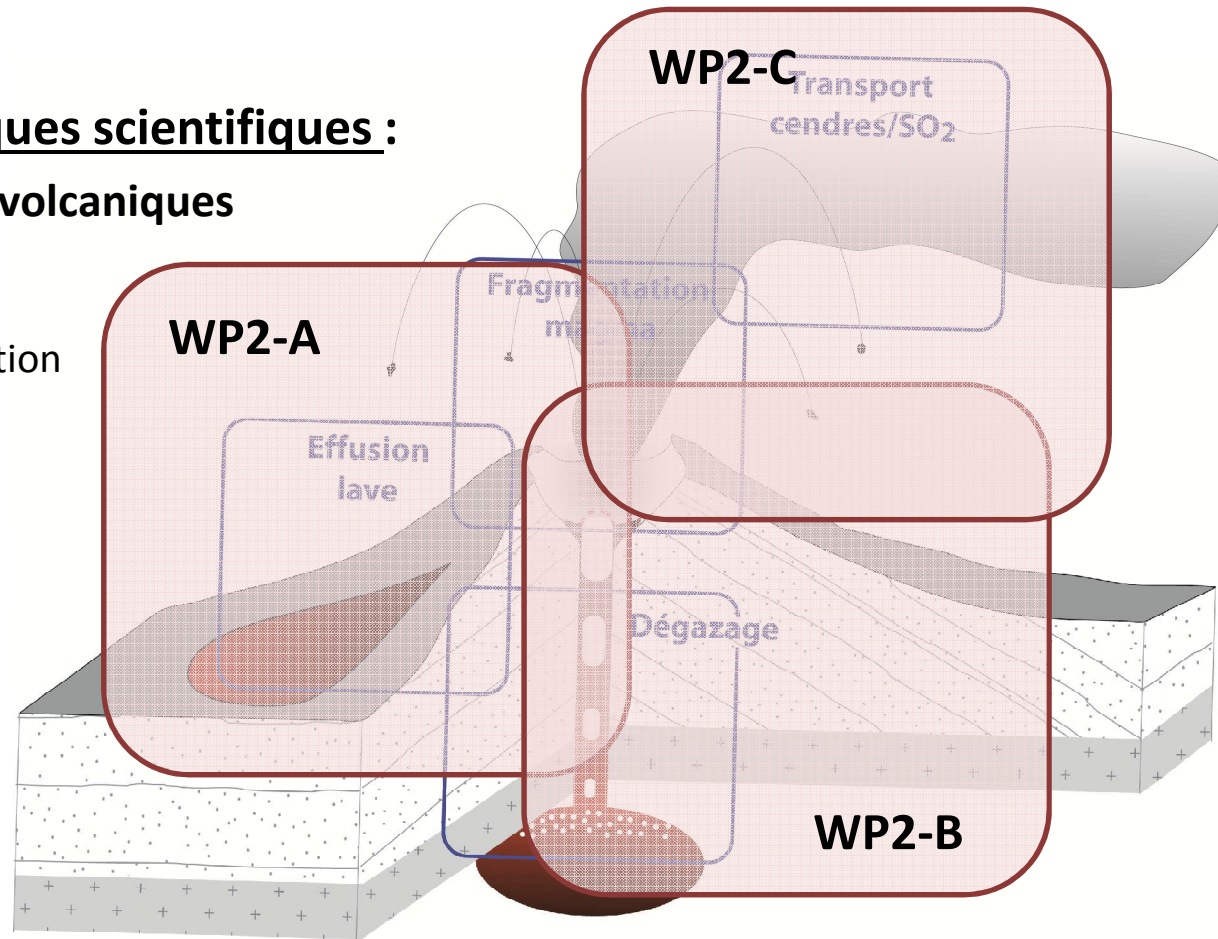 WP2-C
Transport
cendres/SO₂
ques scientifiques :
volcaniques
Fragmentation
magma
WP2-A
tion
Effusion
lave
Dégazage
WP2-B